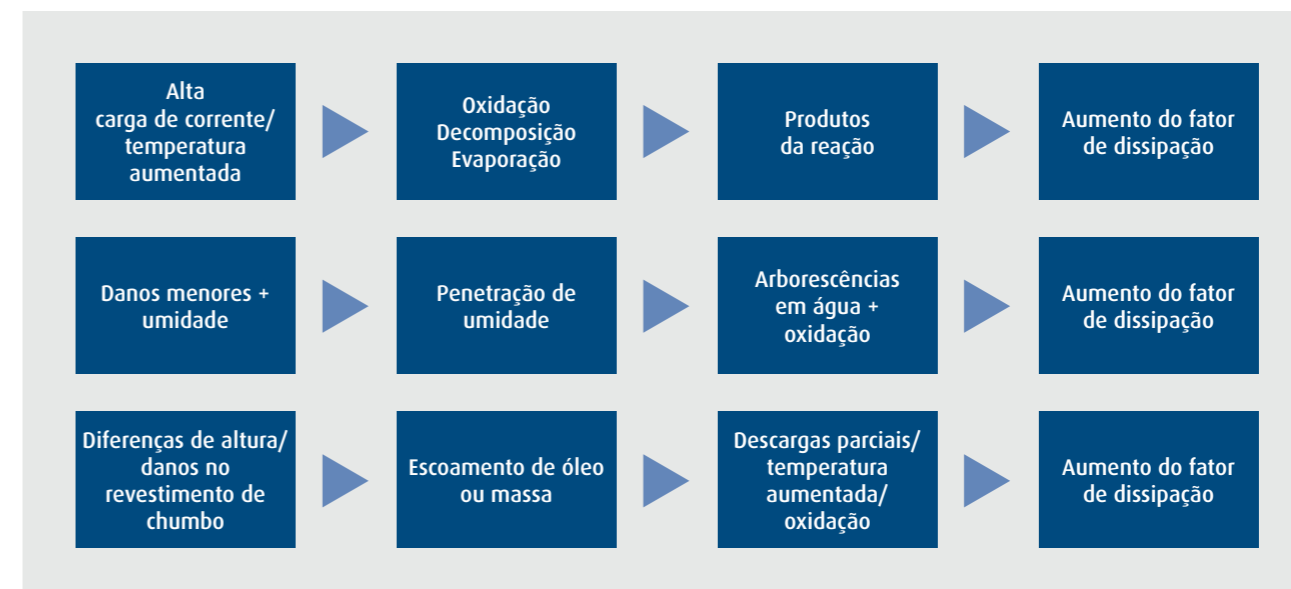 Alta
carga de corrente/
temperatura
aumentada
Oxidação
Decomposição
Evaporação
Produtos
da reação
Aumento do fator
de dissipação
Danos menores +
umidade
Penetração de
umidade
Arborescências
em água +
oxidação
Aumento do fator
de dissipação
Diferenças de altura/
danos no
revestimento de
chumbo
Escoamento de óleo
ou massa
Descargas parciais/
temperatura
aumentada/
oxidação
Aumento do fator
de dissipação